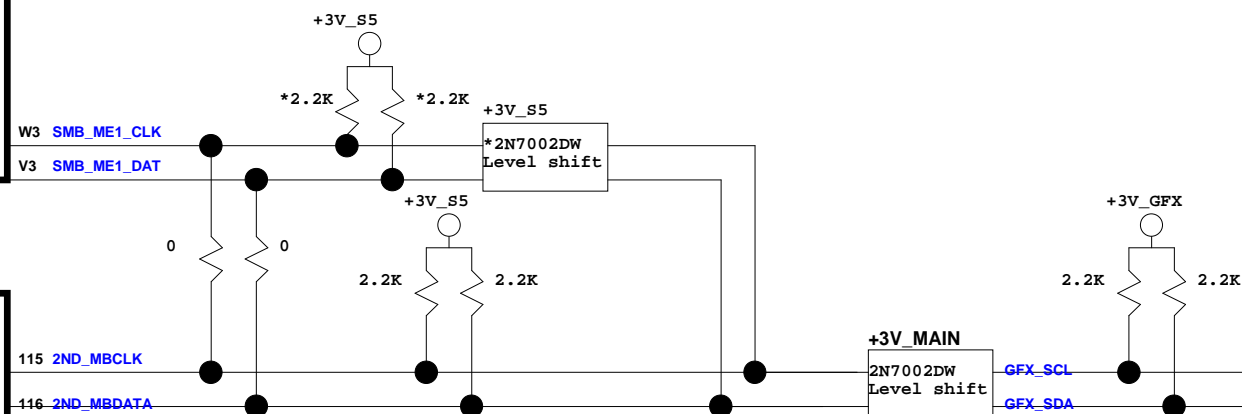 +3V_S5
*2.2K
*2.2K
+3V_S5
W3 SMB_ME1_CLK
*2N7002DW
Level shift
V3 SMB_ME1_DAT
+3V_S5
+3V_GFX
0
0
2.2K
2.2K
2.2K
2.2K
+3V_MAIN
115 2ND_MBCLK
2N7002DW
Level shift
GFX_SCL
116 2ND_MBDATA
GFX_SDA